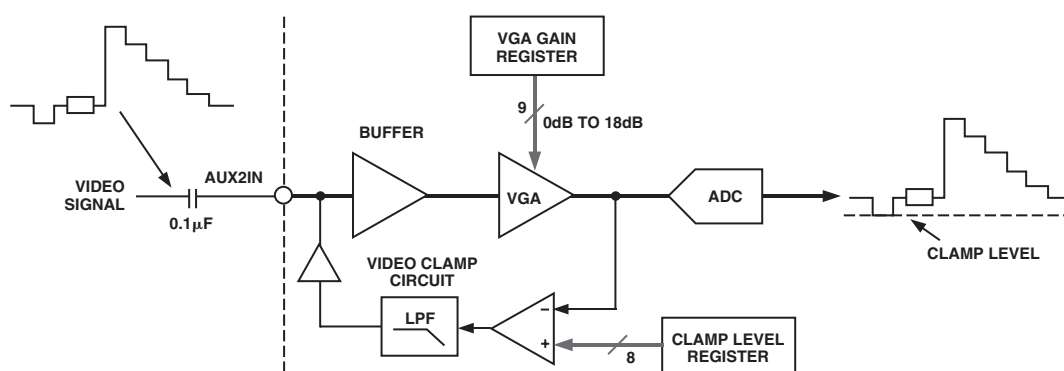 VGA GAIN
REGISTER
9
0dB TO 18dB
BUFFER
VIDEO
SIGNAL
AUX2IN
0.1μF
VGA
ADC
CLAMP LEVEL
VIDEO CLAMP
CIRCUIT
LPF
–
+
8
CLAMP LEVEL
REGISTER